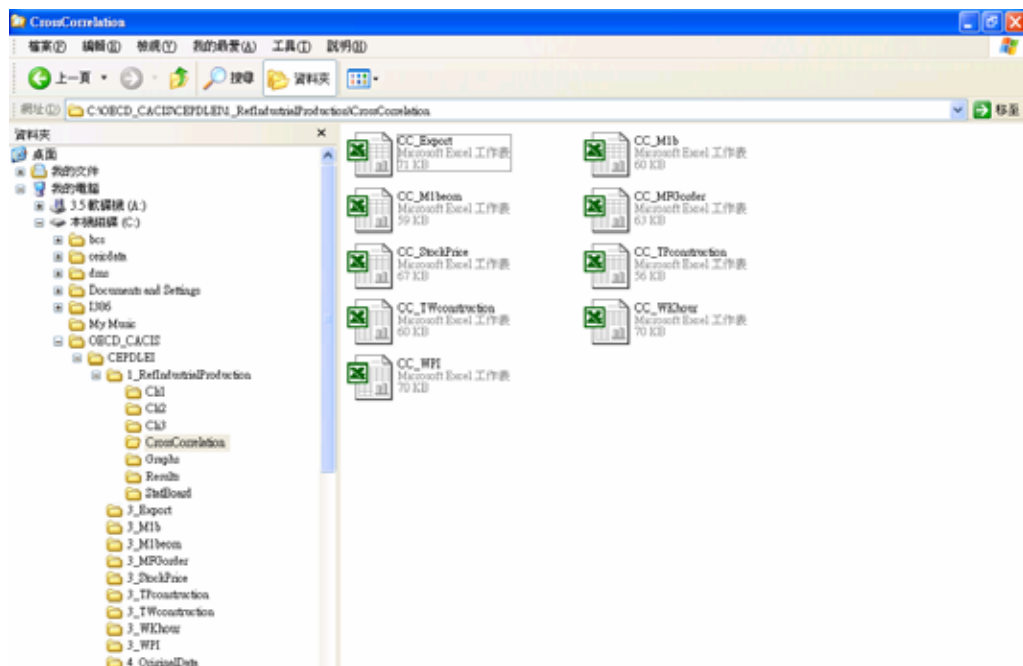 CrossCorrelation
檔案(F) 編輯(E) 檢視(V) 我的最愛(A) 工具(T) 說明(H)
上一頁 搜尋 資料夾
網址(D) C:\OECD_CACIS\CEPDLEI\1_RefIndustrialProduction\CrossCorrelation 移至
資料夾
桌面
我的文件
我的電腦
3.5 軟碟機 (A:)
本機磁碟 (C:)
bcs
dms
Documents and Settings
I386
My Music
OECD_CACIS
CEPDLEI
1_RefIndustrialProduction
Ch1
Ch2
Ch3
CrossCorrelation
Graphs
Results
StatBoard
3_Export
3_M1b
3_M1beom
3_MFGorder
3_StockPrice
3_TPconstruction
3_TWconstruction
3_WKhour
3_WPI
4_OriginalData
CC_Export
Microsoft Excel 工作表
71 KB
CC_M1b
Microsoft Excel 工作表
60 KB
CC_M1beom
Microsoft Excel 工作表
59 KB
CC_MFGorder
Microsoft Excel 工作表
63 KB
CC_StockPrice
Microsoft Excel 工作表
67 KB
CC_TPconstruction
Microsoft Excel 工作表
56 KB
CC_TWconstruction
Microsoft Excel 工作表
60 KB
CC_WKhour
Microsoft Excel 工作表
70 KB
CC_WPI
Microsoft Excel 工作表
70 KB